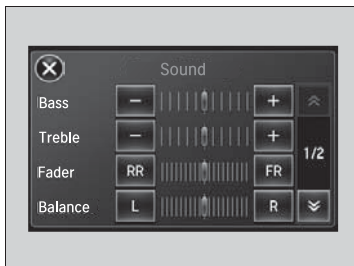 Sound
Bass - +
Treble - +
1/2
Fader RR FR
Balance L R